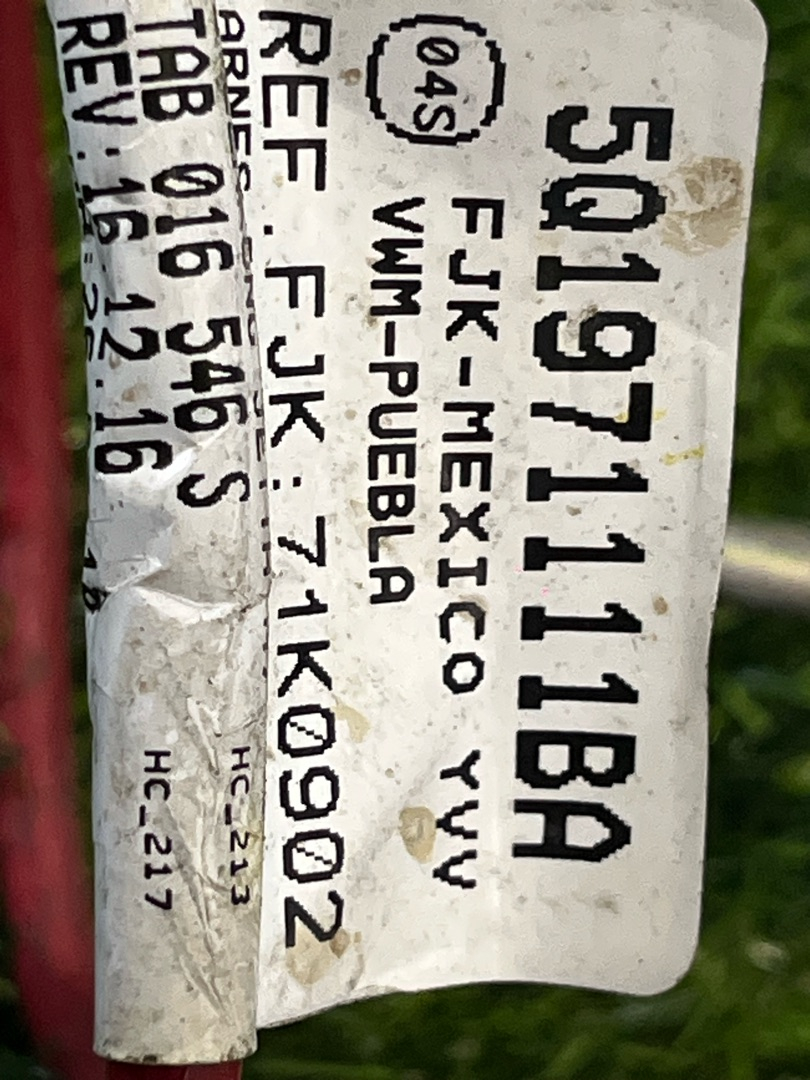 5Q1971111BA
FJK-MEXICO YVV
04S
VWM-PUEBLA
REF.FJK:71K0902
ARNES
HC_213
TAB 016 546 S
HC_217
REV.16.12.16